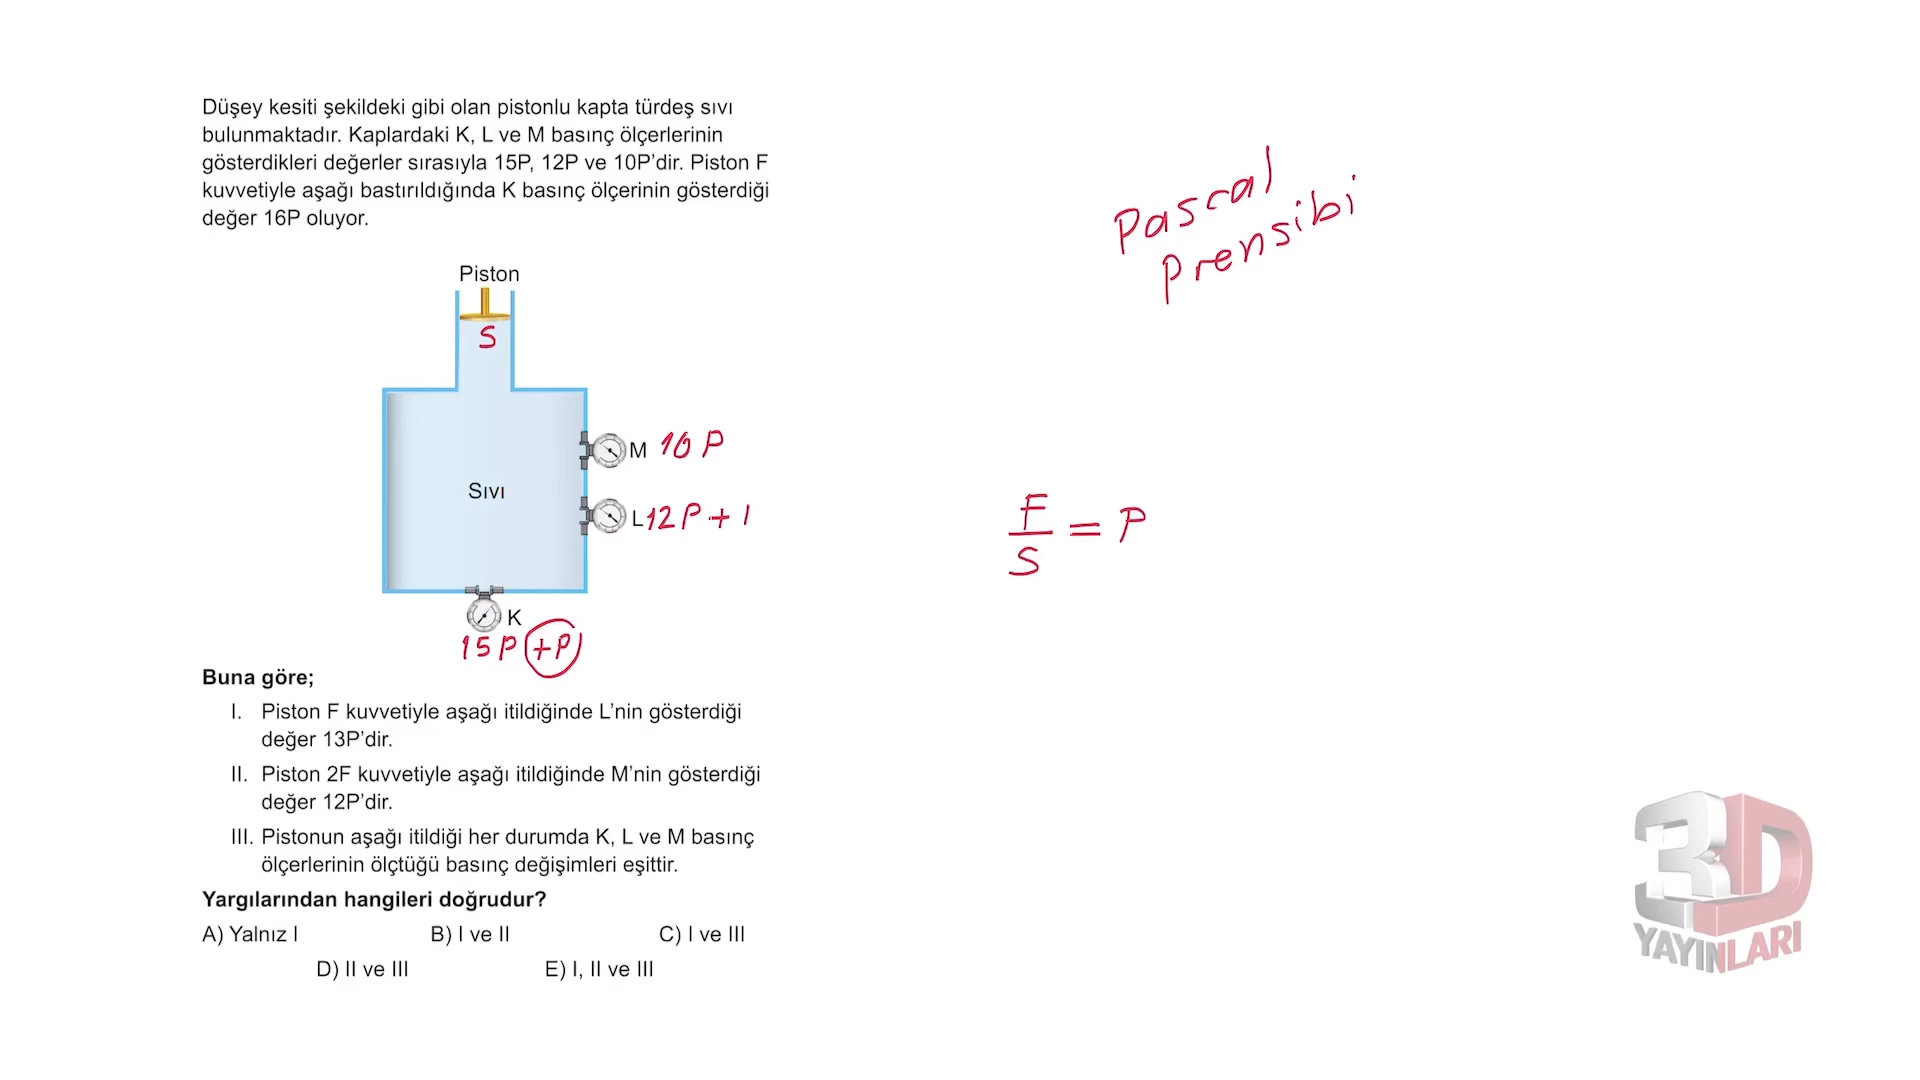 Düşey kesiti şekildeki gibi olan pistonlu kapta türdeş sıvı
bulunmaktadır. Kaplardaki K, L ve M basınç ölçerlerinin
gösterdikleri değerler sırasıyla 15P, 12P ve 10P'dir. Piston F
kuvvetiyle aşağı bastırıldığında K basınç ölçerinin gösterdiği
değer 16P oluyor.
Pascal
Prensibi
Piston
S
M 10 P
Sıvı
L 12 P + 1
F
S
= P
K
15 P + P
Buna göre;
I. Piston F kuvvetiyle aşağı itildiğinde L'nin gösterdiği
değer 13P'dir.
II. Piston 2F kuvvetiyle aşağı itildiğinde M'nin gösterdiği
değer 12P'dir.
III. Pistonun aşağı itildiği her durumda K, L ve M basınç
ölçerlerinin ölçtüğü basınç değişimleri eşittir.
Yargılarından hangileri doğrudur?
A) Yalnız I B) I ve II C) I ve III
D) II ve III E) I, II ve III
3D
YAYINLARI